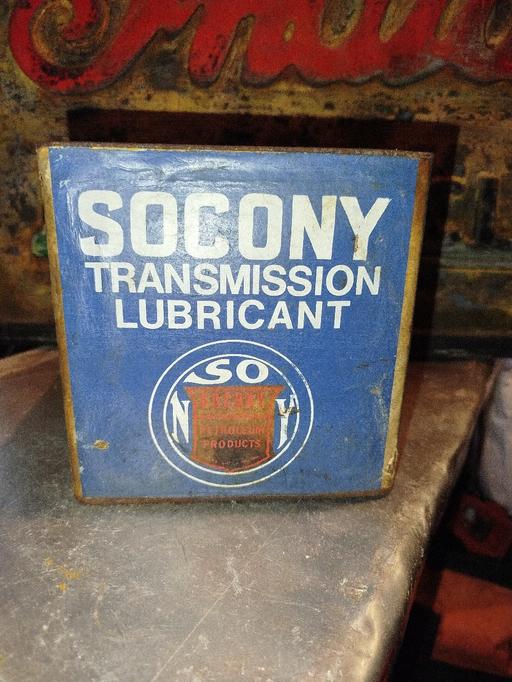 SOCONY
TRANSMISSION
LUBRICANT
SO
N Y
PETROLEUM
PRODUCTS